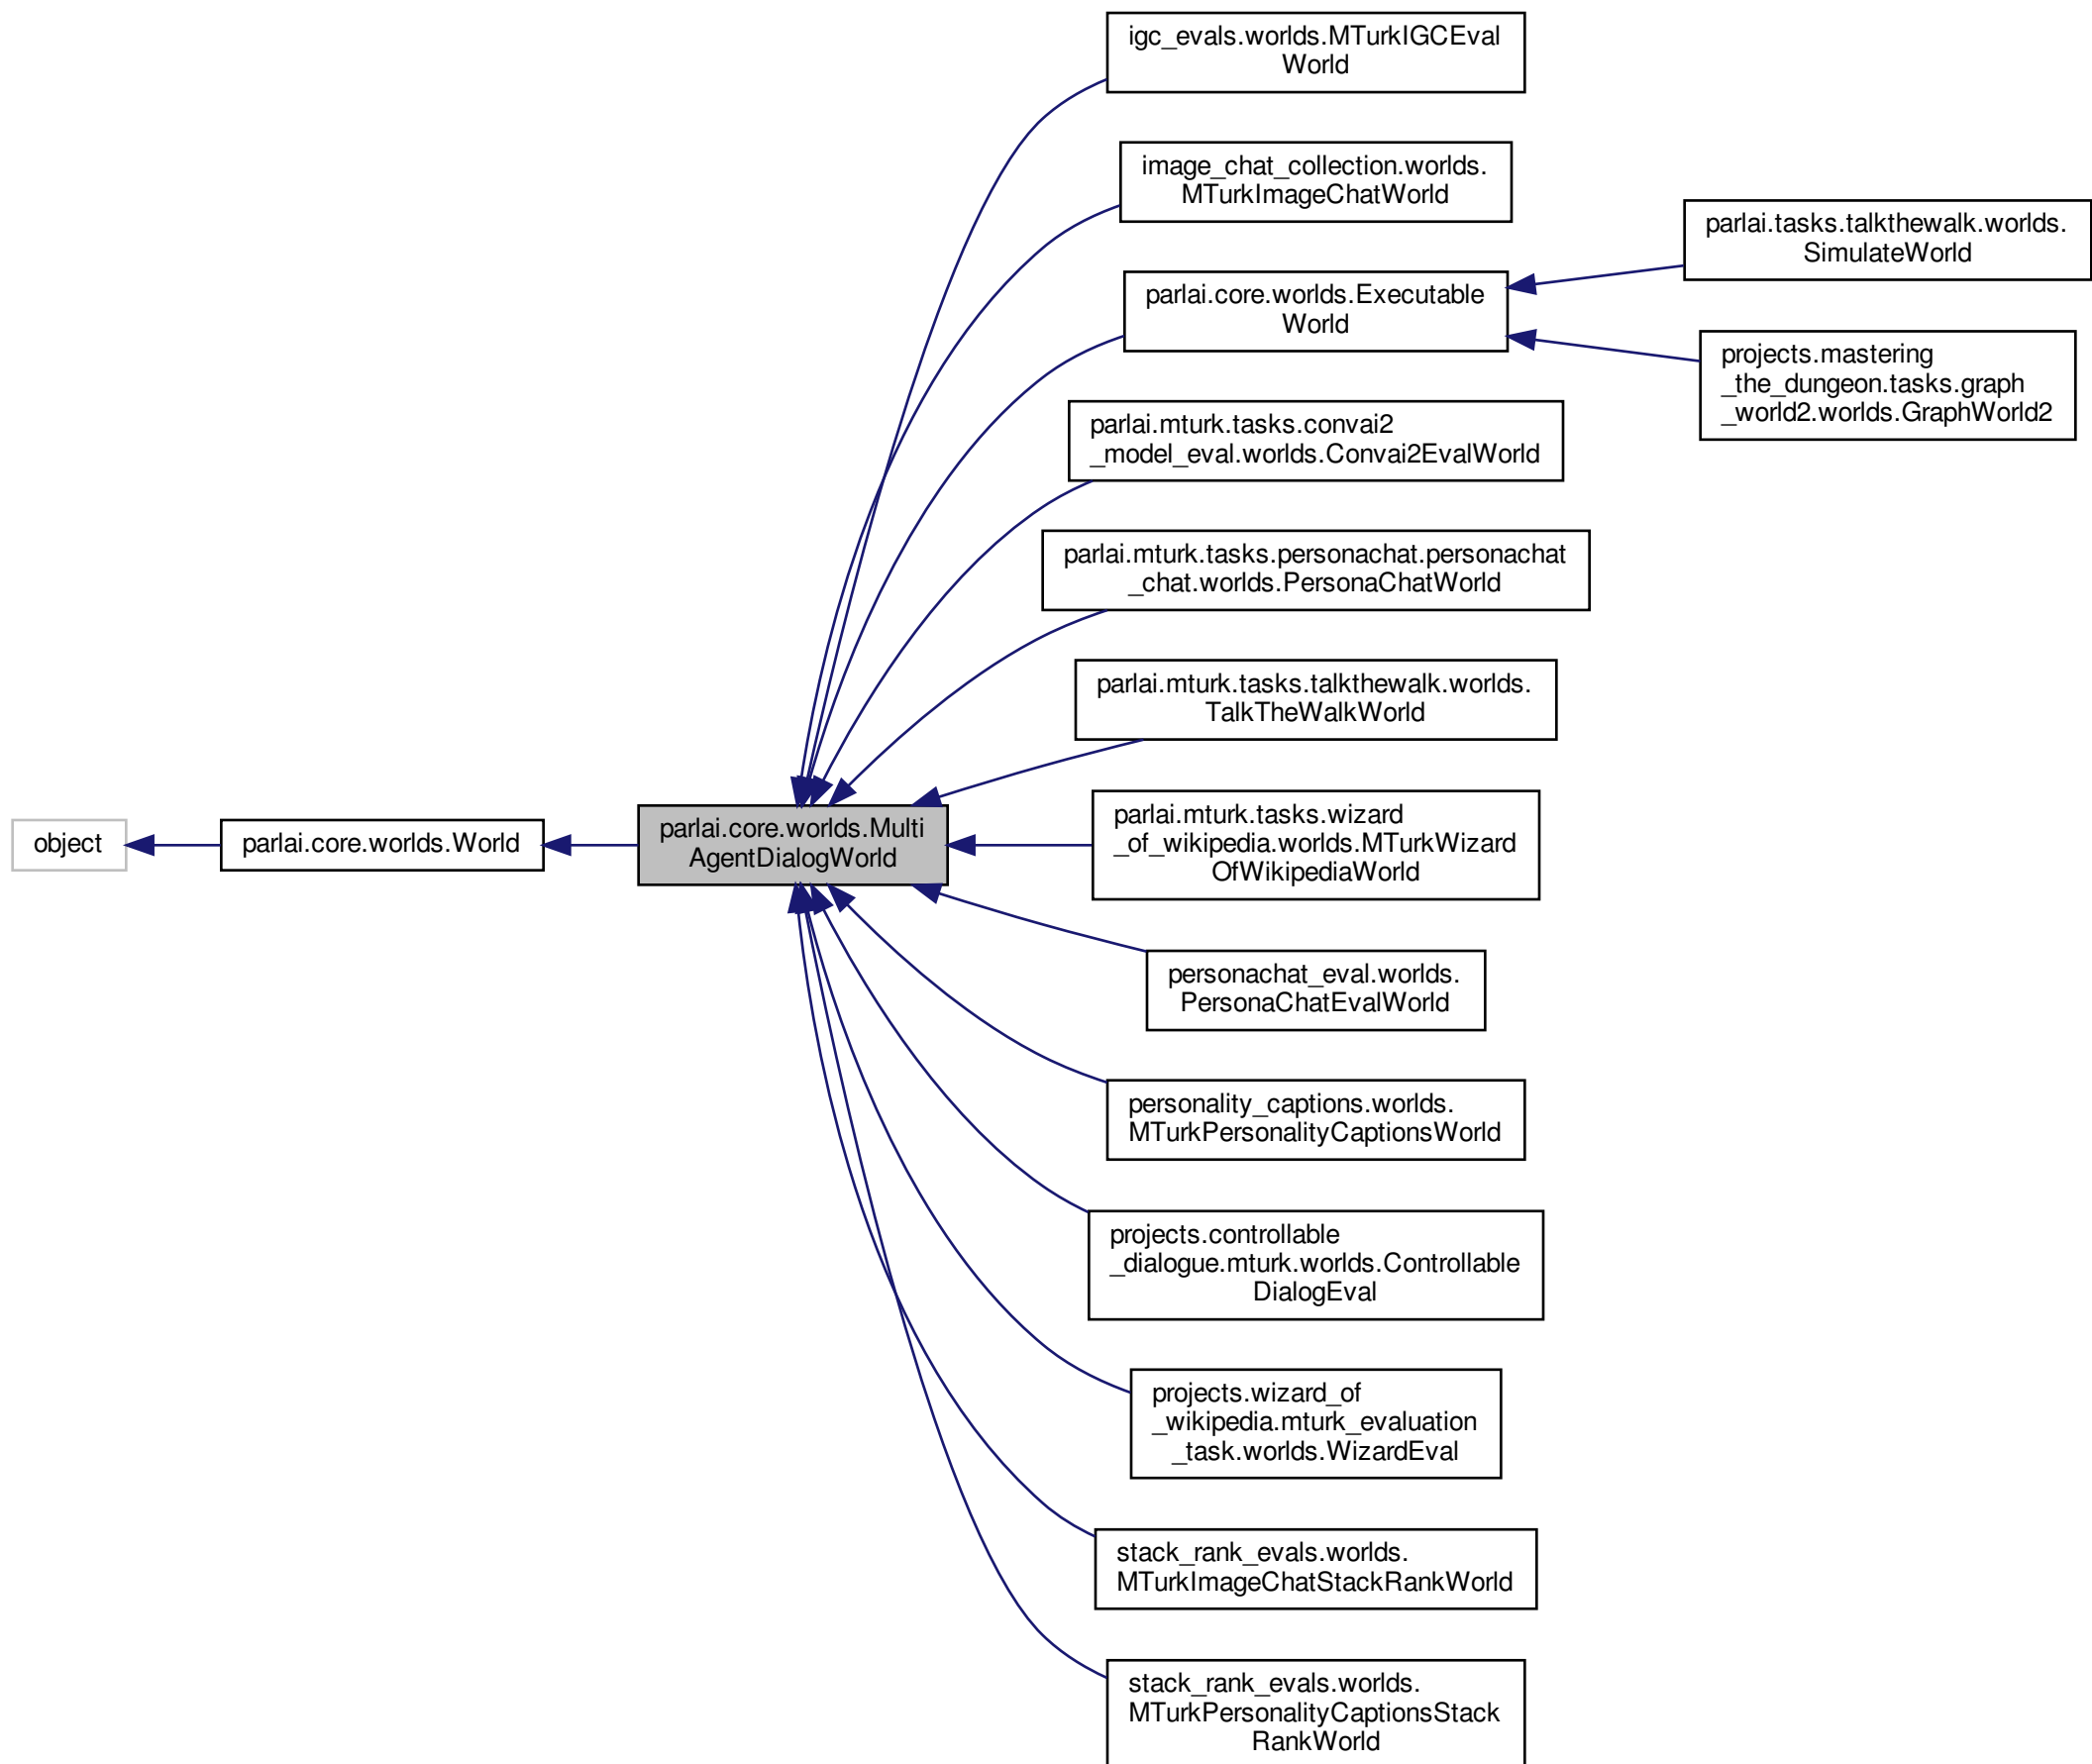 object
parlai.core.worlds.World
parlai.core.worlds.Multi
AgentDialogWorld
igc_evals.worlds.MTurkIGCEval
World
image_chat_collection.worlds.
MTurkImageChatWorld
parlai.core.worlds.Executable
World
parlai.mturk.tasks.convai2
_model_eval.worlds.Convai2EvalWorld
parlai.mturk.tasks.personachat.personachat
_chat.worlds.PersonaChatWorld
parlai.mturk.tasks.talkthewalk.worlds.
TalkTheWalkWorld
parlai.mturk.tasks.wizard
_of_wikipedia.worlds.MTurkWizard
OfWikipediaWorld
personachat_eval.worlds.
PersonaChatEvalWorld
personality_captions.worlds.
MTurkPersonalityCaptionsWorld
projects.controllable
_dialogue.mturk.worlds.Controllable
DialogEval
projects.wizard_of
_wikipedia.mturk_evaluation
_task.worlds.WizardEval
stack_rank_evals.worlds.
MTurkImageChatStackRankWorld
stack_rank_evals.worlds.
MTurkPersonalityCaptionsStack
RankWorld
parlai.tasks.talkthewalk.worlds.
SimulateWorld
projects.mastering
_the_dungeon.tasks.graph
_world2.worlds.GraphWorld2